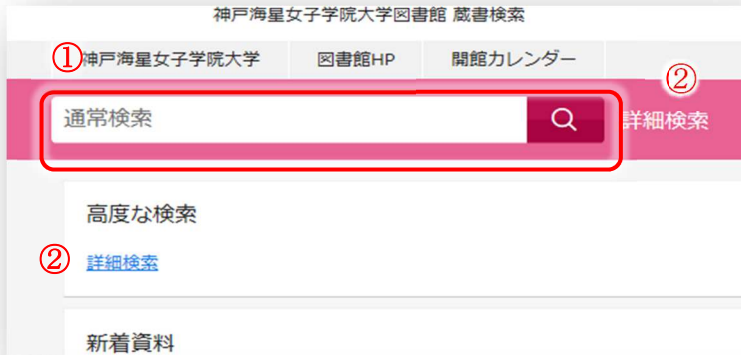 神戸海星女子学院大学図書館 蔵書検索
①神戸海星女子学院大学 図書館HP 開館カレンダー
②
通常検索 詳細検索
高度な検索
② 詳細検索
新着資料